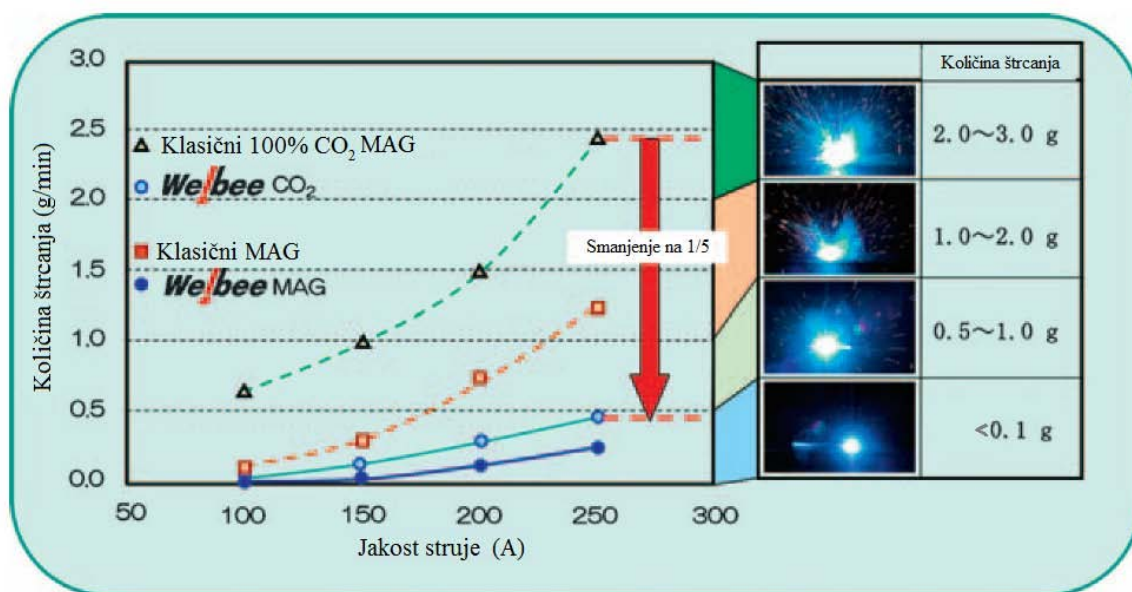 Količina štrcanja (g/min)
3.0
2.5
2.0
1.5
1.0
0.5
0.0
Klasični 100% CO₂ MAG
Welbee CO₂
Klasični MAG
Welbee MAG
50
100
150
200
250
300
Jakost struje (A)
Smanjenje na 1/5
Količina štrcanja
2.0~3.0 g
1.0~2.0 g
0.5~1.0 g
<0.1 g